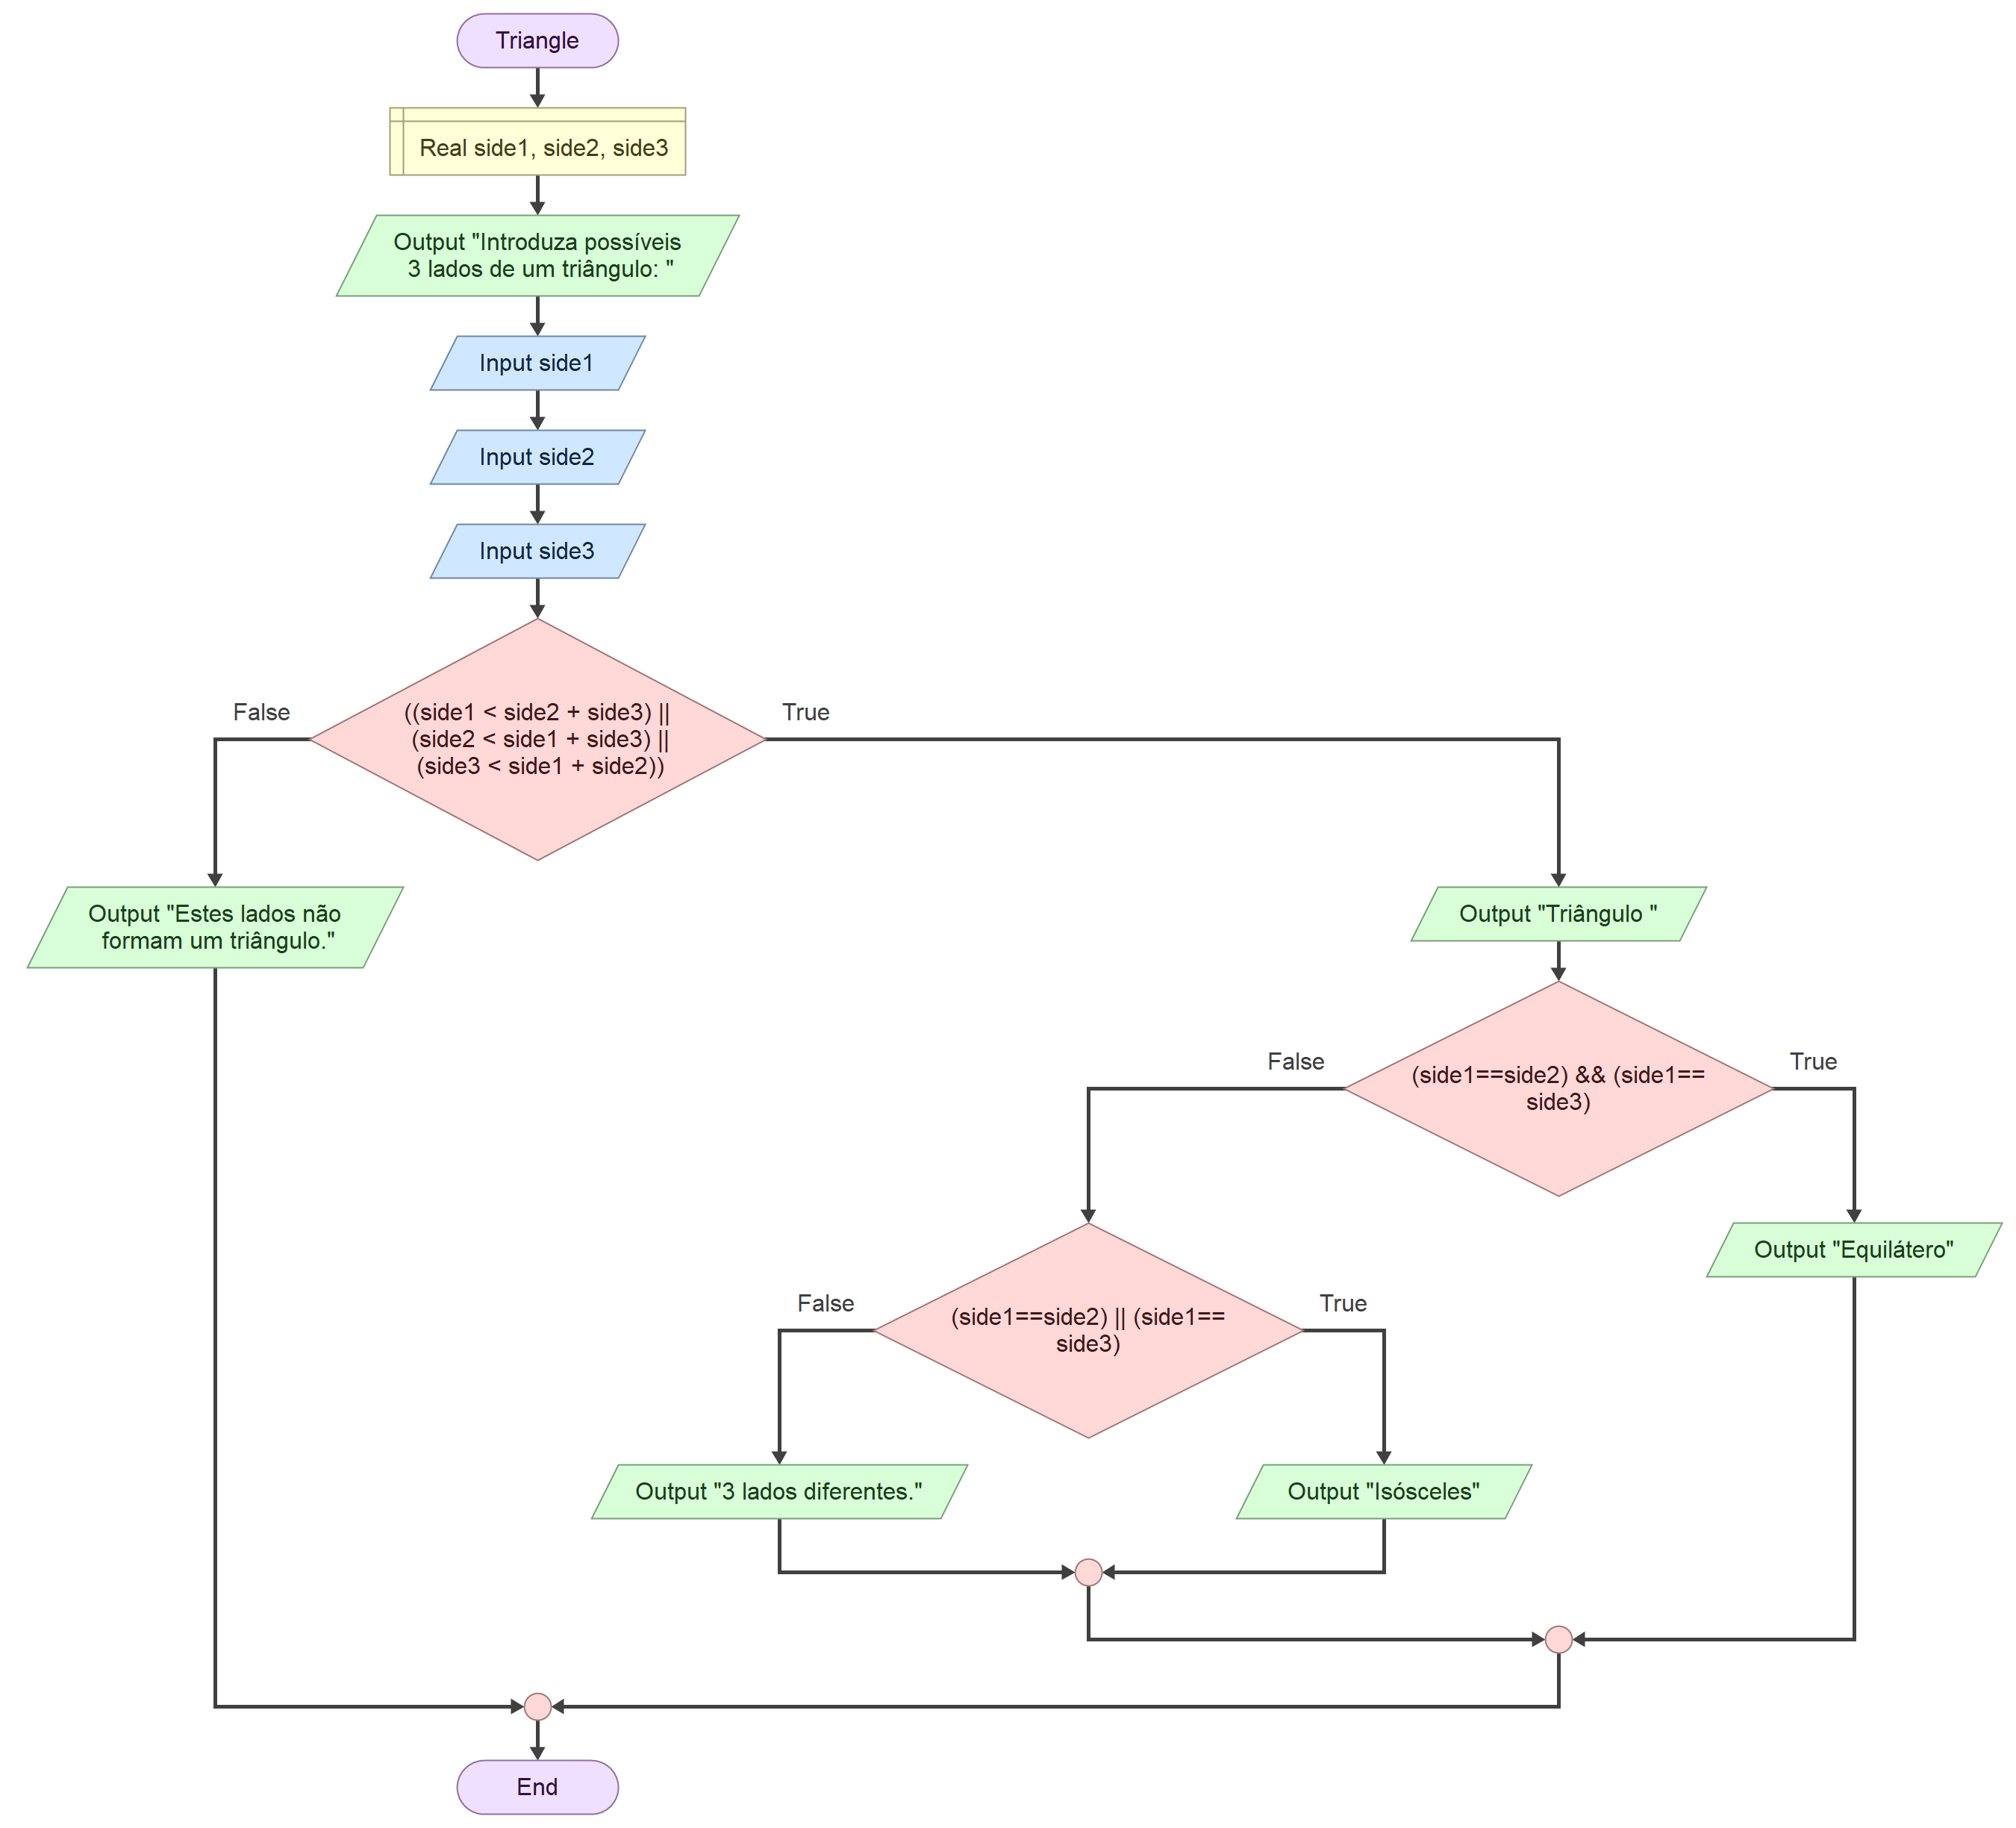 Triangle
Real side1, side2, side3
Output "Introduza possíveis
3 lados de um triângulo: "
Input side1
Input side2
Input side3
False
True
((side1 < side2 + side3) ||
(side2 < side1 + side3) ||
(side3 < side1 + side2))
Output "Estes lados não
formam um triângulo."
Output "Triângulo "
False
True
(side1==side2) && (side1==
side3)
Output "Equilátero"
False
True
(side1==side2) || (side1==
side3)
Output "3 lados diferentes."
Output "Isósceles"
End